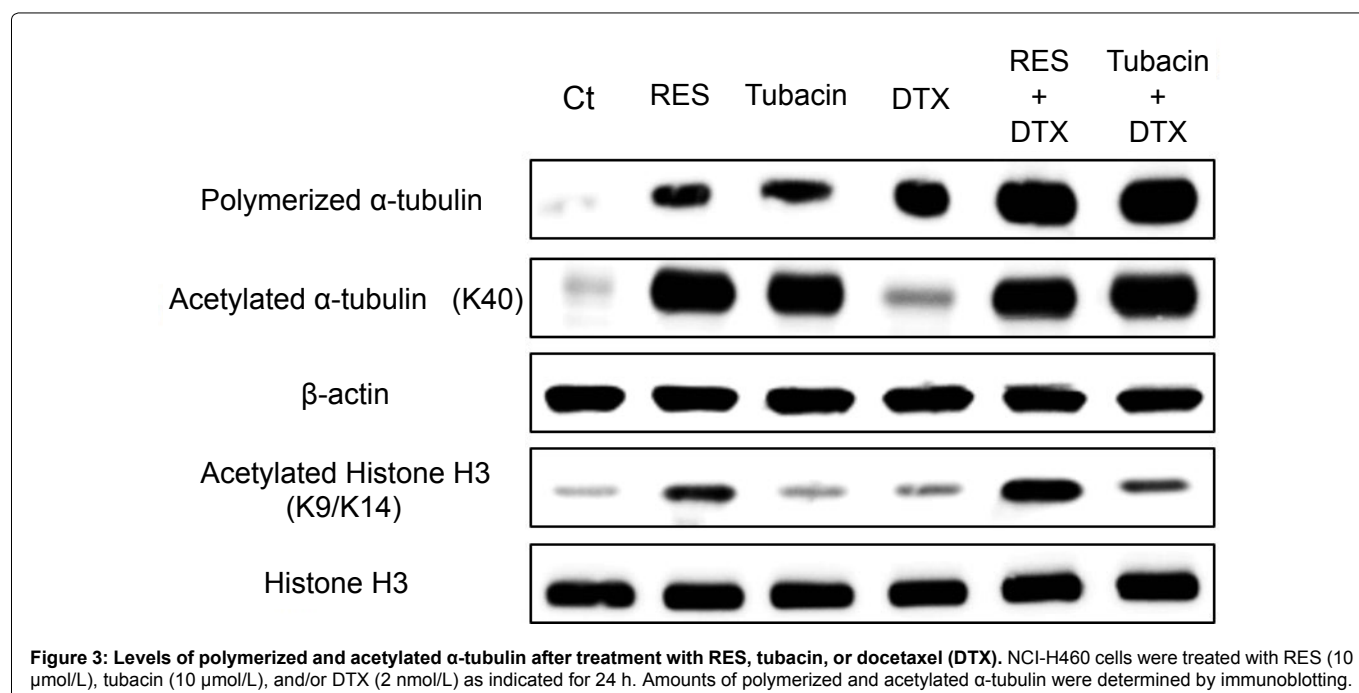 Ct RES Tubacin DTX RES + DTX Tubacin + DTX
Polymerized α-tubulin
Acetylated α-tubulin (K40)
β-actin
Acetylated Histone H3
(K9/K14)
Histone H3
Figure 3: Levels of polymerized and acetylated α-tubulin after treatment with RES, tubacin, or docetaxel (DTX). NCI-H460 cells were treated with RES (10
μmol/L), tubacin (10 μmol/L), and/or DTX (2 nmol/L) as indicated for 24 h. Amounts of polymerized and acetylated α-tubulin were determined by immunoblotting.